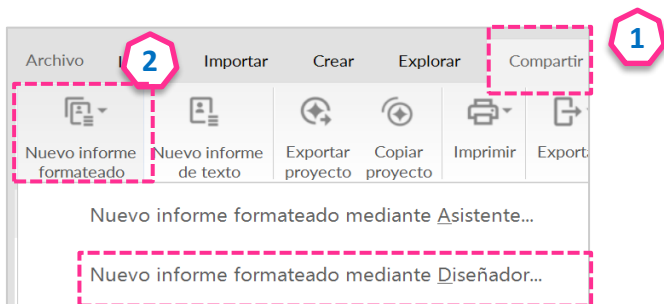 1
Archivo
2
Importar
Crear
Explorar
Compartir
Nuevo informe
formateado
Nuevo informe
de texto
Exportar
proyecto
Copiar
proyecto
Imprimir
Nuevo informe formateado mediante Asistente...
Nuevo informe formateado mediante Diseñador...